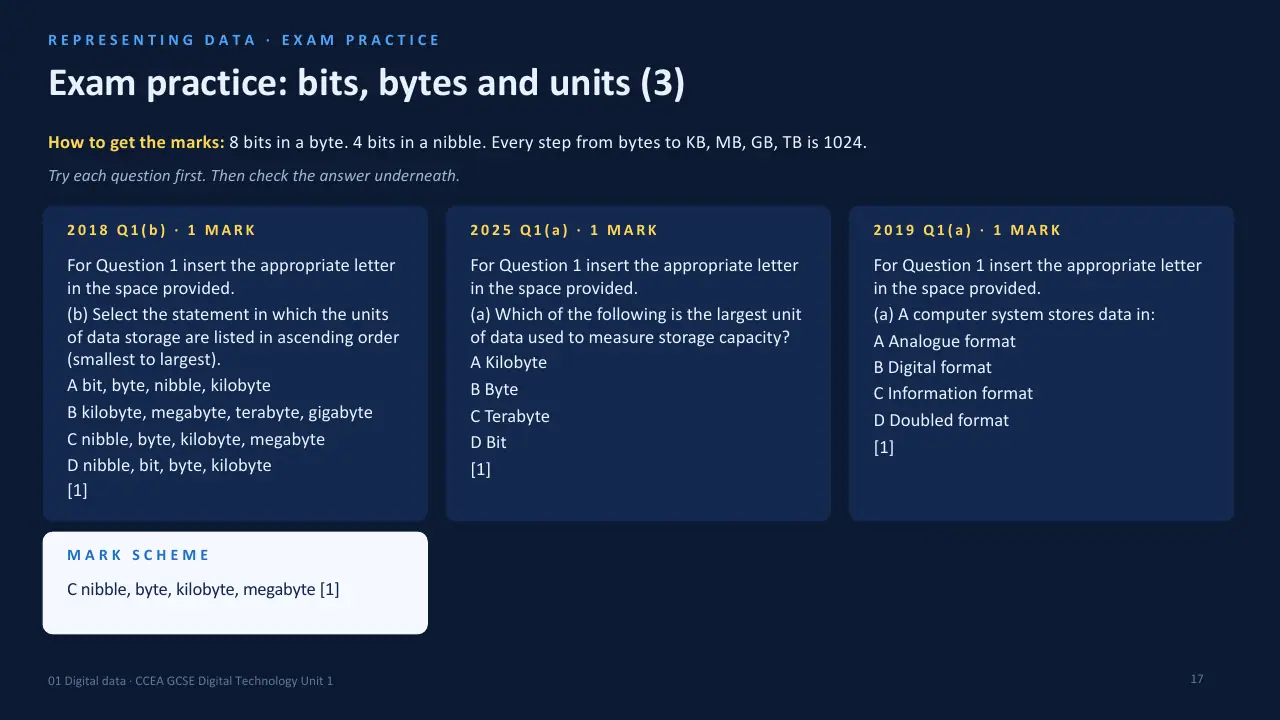 REPRESENTING DATA · EXAM PRACTICE
Exam practice: bits, bytes and units (3)
How to get the marks: 8 bits in a byte. 4 bits in a nibble. Every step from bytes to KB, MB, GB, TB is 1024.
Try each question first. Then check the answer underneath.
2018 Q1(b) · 1 MARK
For Question 1 insert the appropriate letter
in the space provided.
(b) Select the statement in which the units
of data storage are listed in ascending order
(smallest to largest).
A bit, byte, nibble, kilobyte
B kilobyte, megabyte, terabyte, gigabyte
C nibble, byte, kilobyte, megabyte
D nibble, bit, byte, kilobyte
[1]
MARK SCHEME
C nibble, byte, kilobyte, megabyte [1]
2025 Q1(a) · 1 MARK
For Question 1 insert the appropriate letter
in the space provided.
(a) Which of the following is the largest unit
of data used to measure storage capacity?
A Kilobyte
B Byte
C Terabyte
D Bit
[1]
2019 Q1(a) · 1 MARK
For Question 1 insert the appropriate letter
in the space provided.
(a) A computer system stores data in:
A Analogue format
B Digital format
C Information format
D Doubled format
[1]
01 Digital data · CCEA GCSE Digital Technology Unit 1
17